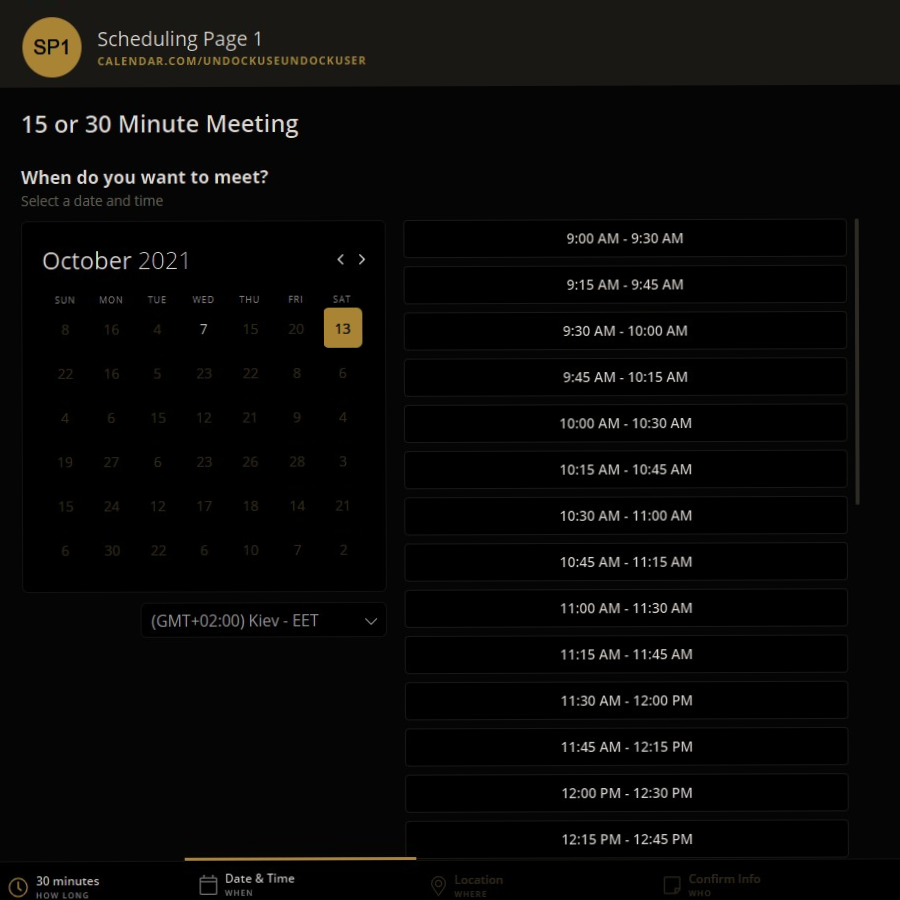 SP1
Scheduling Page 1
CALENDAR.COM/UNDOCKUSEUNDOCKUSER
15 or 30 Minute Meeting
When do you want to meet?
Select a date and time
October 2021
SUN MON TUE WED THU FRI SAT
8 16 4 7 15 20 13
22 16 5 23 22 8 6
4 6 15 12 21 9 4
19 27 6 23 26 28 3
15 24 12 17 18 14 21
6 30 22 6 10 7 2
(GMT+02:00) Kiev - EET
9:00 AM - 9:30 AM
9:15 AM - 9:45 AM
9:30 AM - 10:00 AM
9:45 AM - 10:15 AM
10:00 AM - 10:30 AM
10:15 AM - 10:45 AM
10:30 AM - 11:00 AM
10:45 AM - 11:15 AM
11:00 AM - 11:30 AM
11:15 AM - 11:45 AM
11:30 AM - 12:00 PM
11:45 AM - 12:15 PM
12:00 PM - 12:30 PM
12:15 PM - 12:45 PM
30 minutes
HOW LONG
Date & Time
WHEN
Location
WHERE
Confirm Info
WHO